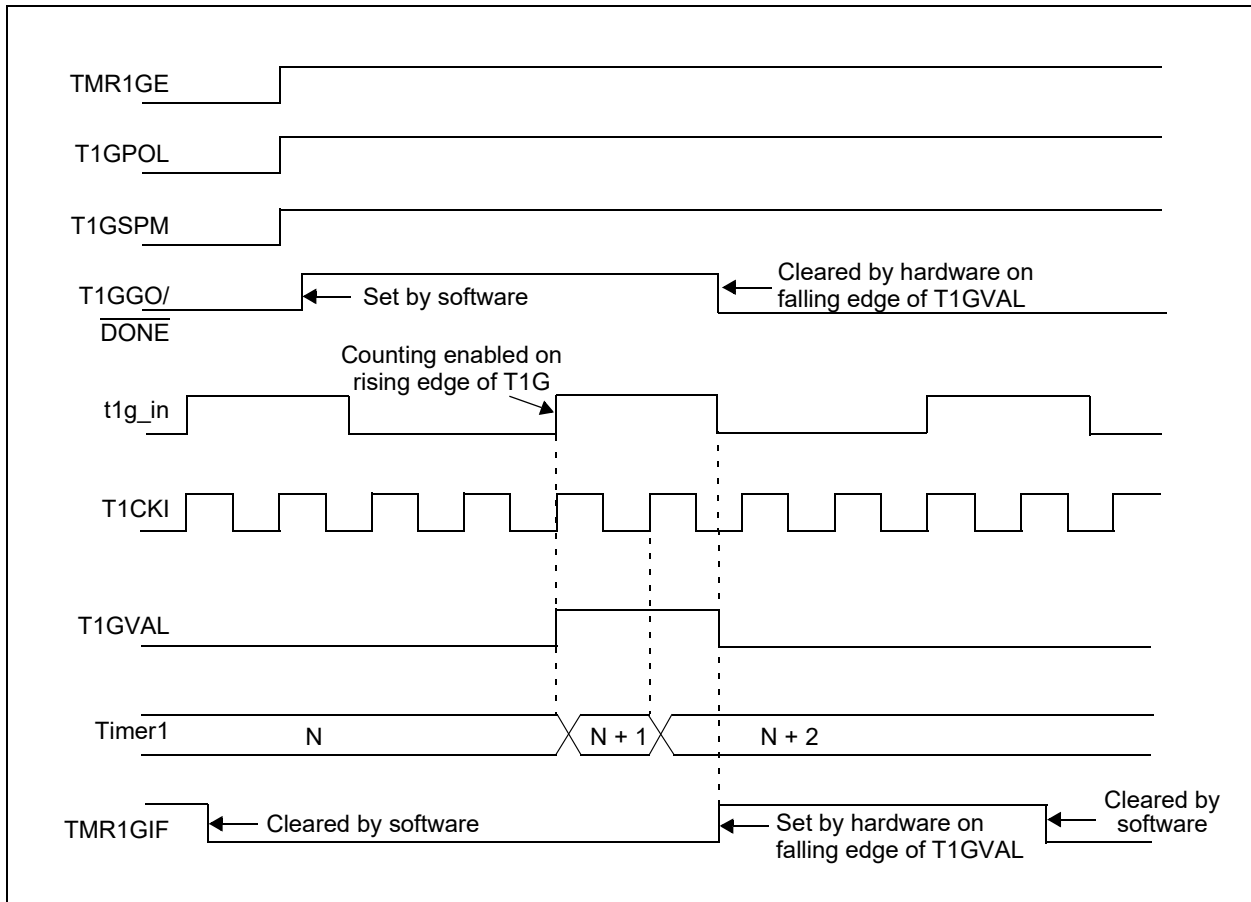 TMR1GE
T1GPOL
T1GSPM
T1GGO/
DONE
Set by software
Cleared by hardware on
falling edge of T1GVAL
Counting enabled on
rising edge of T1G
t1g_in
T1CKI
T1GVAL
Timer1
N
N + 1
N + 2
TMR1GIF
Cleared by software
Set by hardware on
falling edge of T1GVAL
Cleared by
software